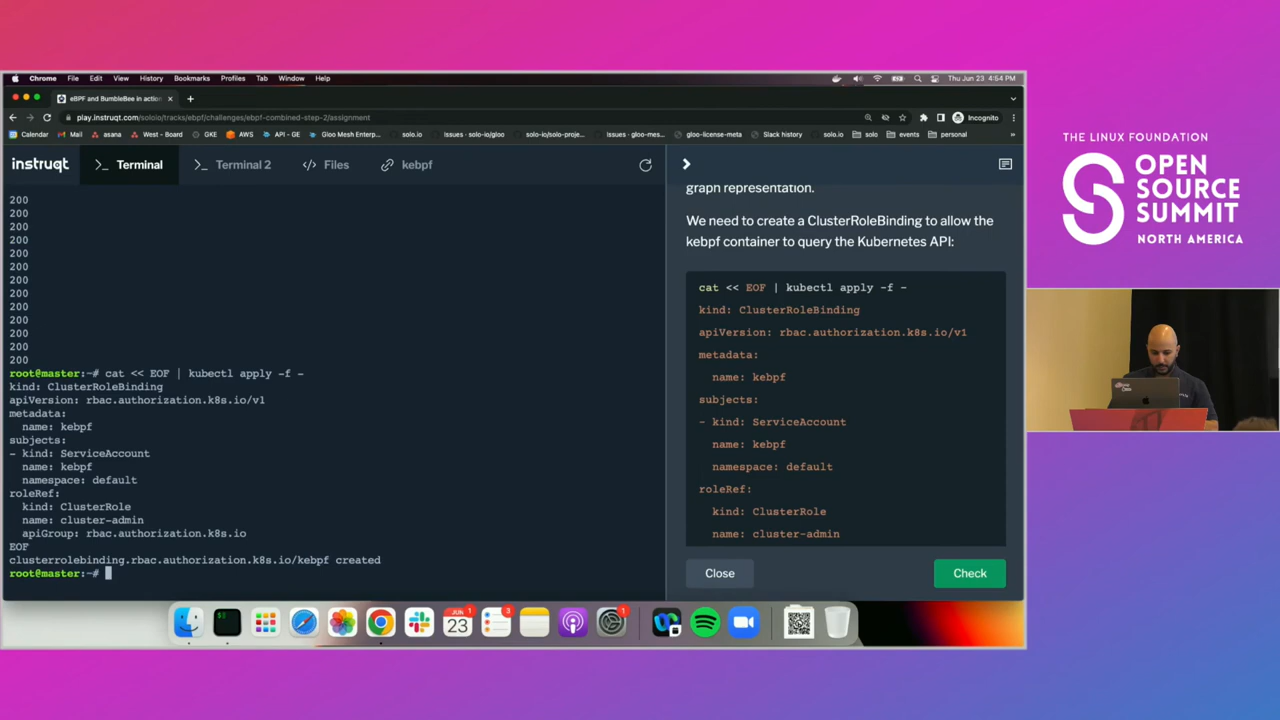 Chrome File Edit View History Bookmarks Profiles Tab Window Help
Thu Jun 23 4:54 PM
eBPF and BumbleBee in action
play.instruqt.com/soloio/tracks/ebpf/challenges/ebpf-combined-step-2/assignment
Incognito
Calendar Mail asana West - Board GKE AWS API - GE Gloo Mesh Enterp... solo.io Issues · solo-io/gloo solo-io/solo-proje... Issues · gloo-mes... gloo-license-meta Slack history solo.io solo events personal
instruqt
>_ Terminal
>_ Terminal 2
</> Files
kebpf
200
200
200
200
200
200
200
200
200
200
200
200
200
root@master:~# cat << EOF | kubectl apply -f -
kind: ClusterRoleBinding
apiVersion: rbac.authorization.k8s.io/v1
metadata:
name: kebpf
subjects:
- kind: ServiceAccount
name: kebpf
namespace: default
roleRef:
kind: ClusterRole
name: cluster-admin
apiGroup: rbac.authorization.k8s.io
EOF
clusterrolebinding.rbac.authorization.k8s.io/kebpf created
root@master:~#
graph representation.
We need to create a ClusterRoleBinding to allow the
kebpf container to query the Kubernetes API:
cat << EOF | kubectl apply -f -
kind: ClusterRoleBinding
apiVersion: rbac.authorization.k8s.io/v1
metadata:
name: kebpf
subjects:
- kind: ServiceAccount
name: kebpf
namespace: default
roleRef:
kind: ClusterRole
name: cluster-admin
Close
Check
JUN
23
1
3
1
THE LINUX FOUNDATION
OPEN
SOURCE
SUMMIT
NORTH AMERICA